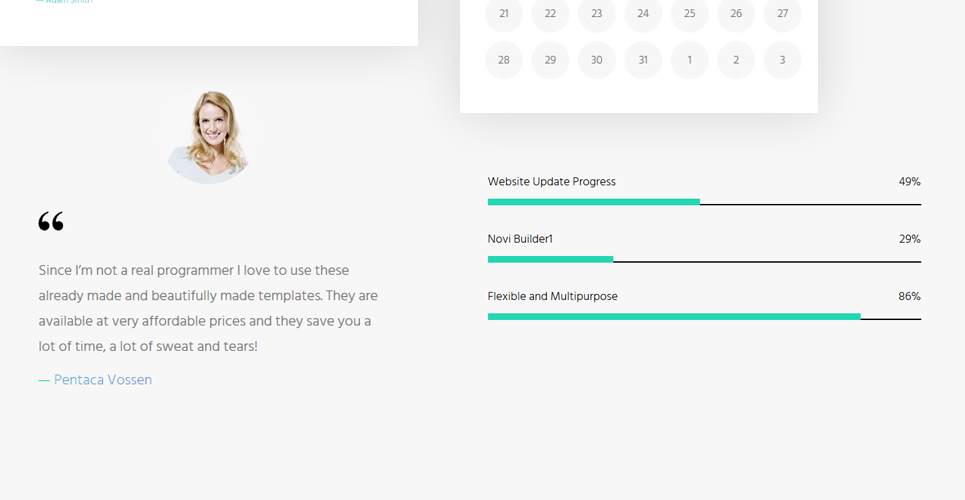 — Adam Smith
21 22 23 24 25 26 27
28 29 30 31 1 2 3
“
Since I’m not a real programmer I love to use these
already made and beautifully made templates. They are
available at very affordable prices and they save you a
lot of time, a lot of sweat and tears!
— Pentaca Vossen
Website Update Progress 49%
Novi Builder1 29%
Flexible and Multipurpose 86%